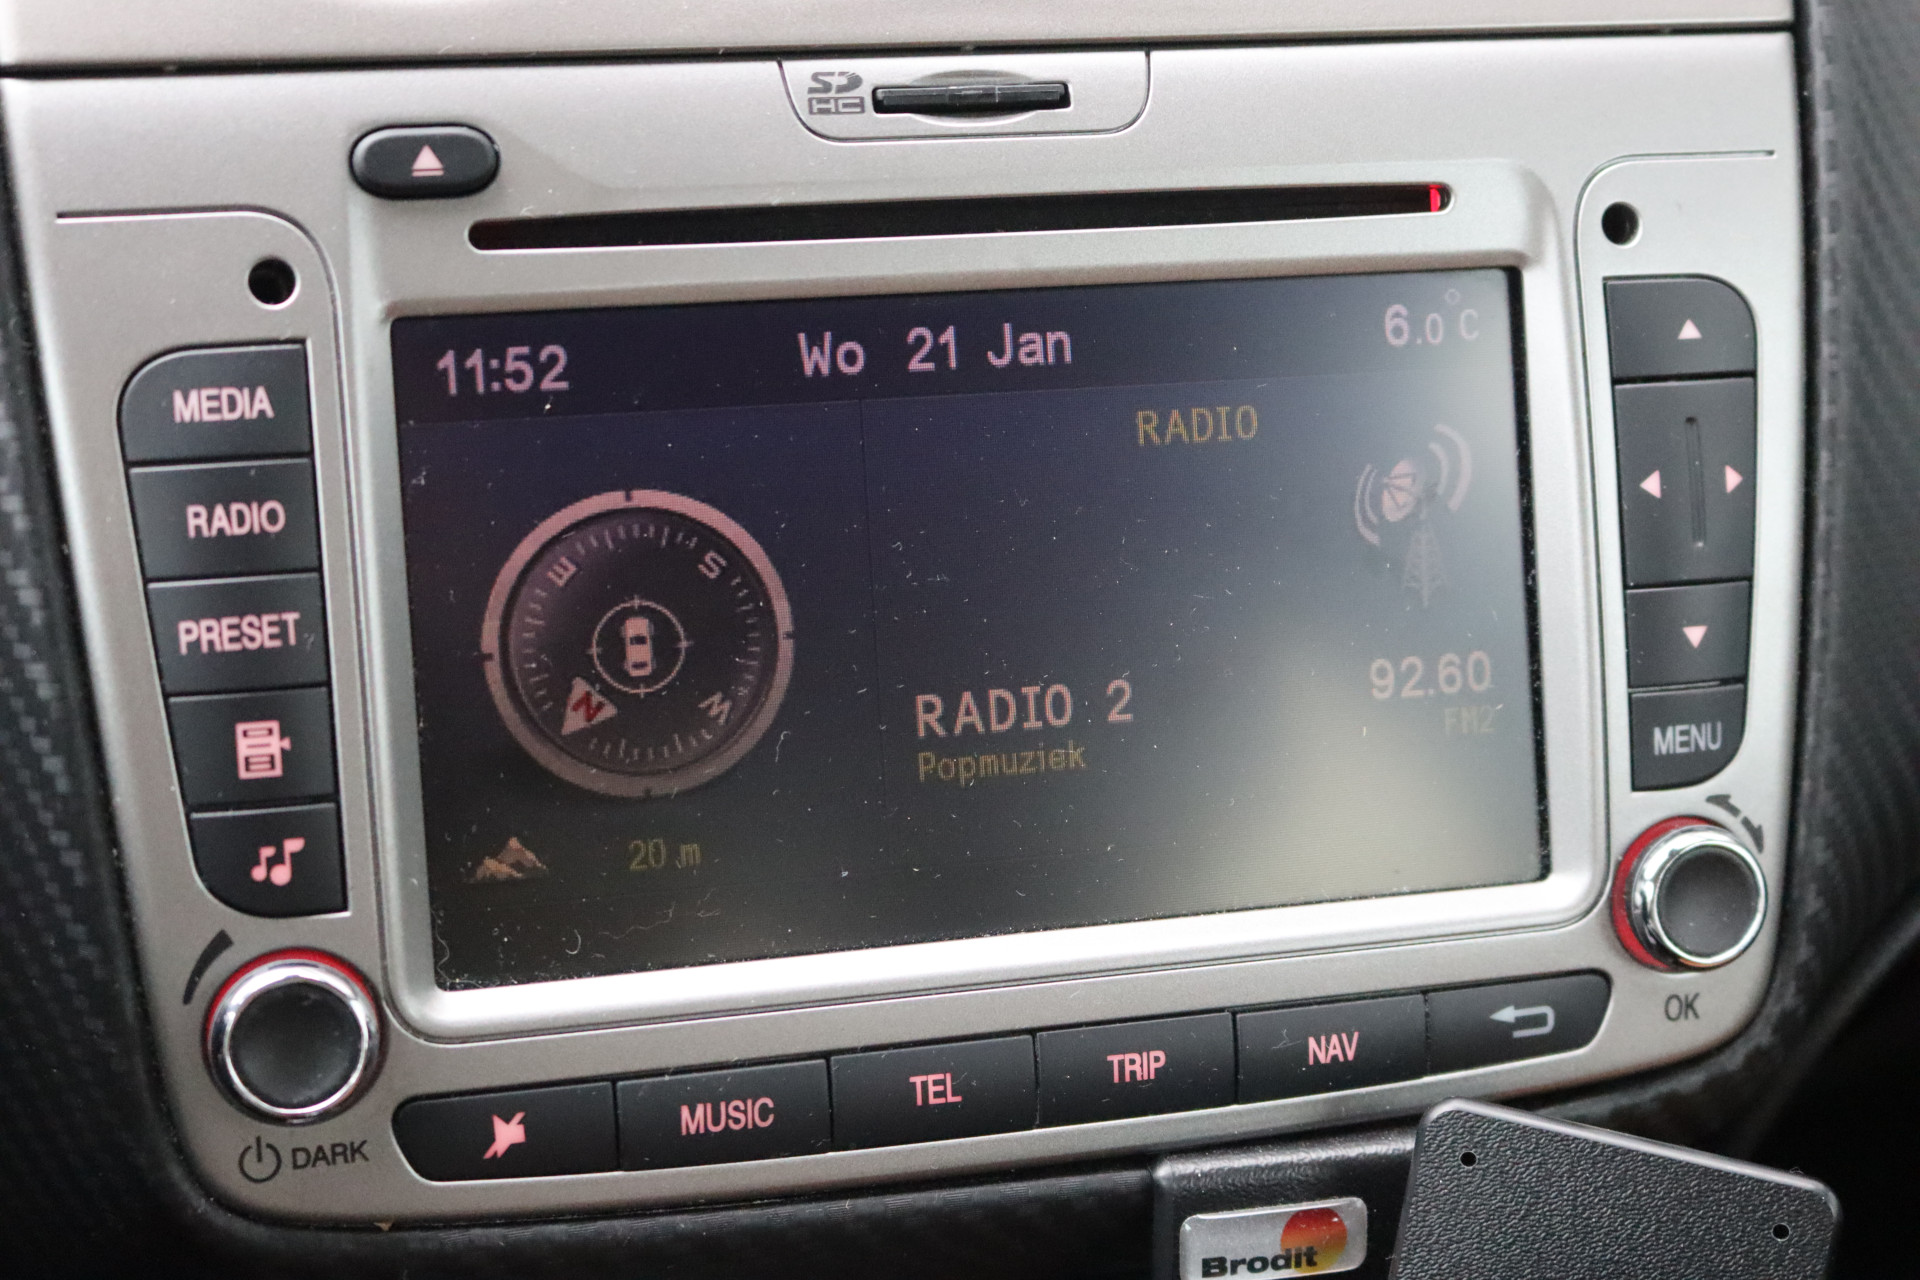 SD
HC
11:52 Wo 21 Jan 6.0°C
MEDIA
RADIO
PRESET
RADIO
E
S
N
W
RADIO 2
Popmuziek
92.60
FM2
20 m
MENU
OK
DARK
MUSIC
TEL
TRIP
NAV
Brodit